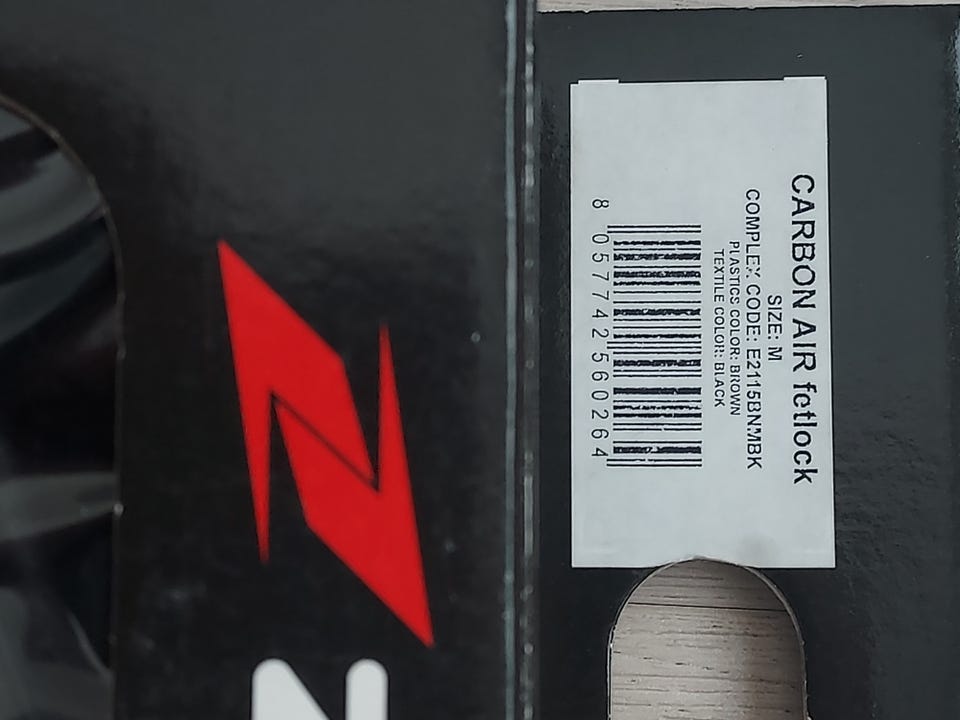 CARBON AIR fetlock
SIZE: M
COMPLEX CODE: E2115BNMBK
PLASTICS COLOR: BROWN
TEXTILE COLOR: BLACK
8 057742 560264